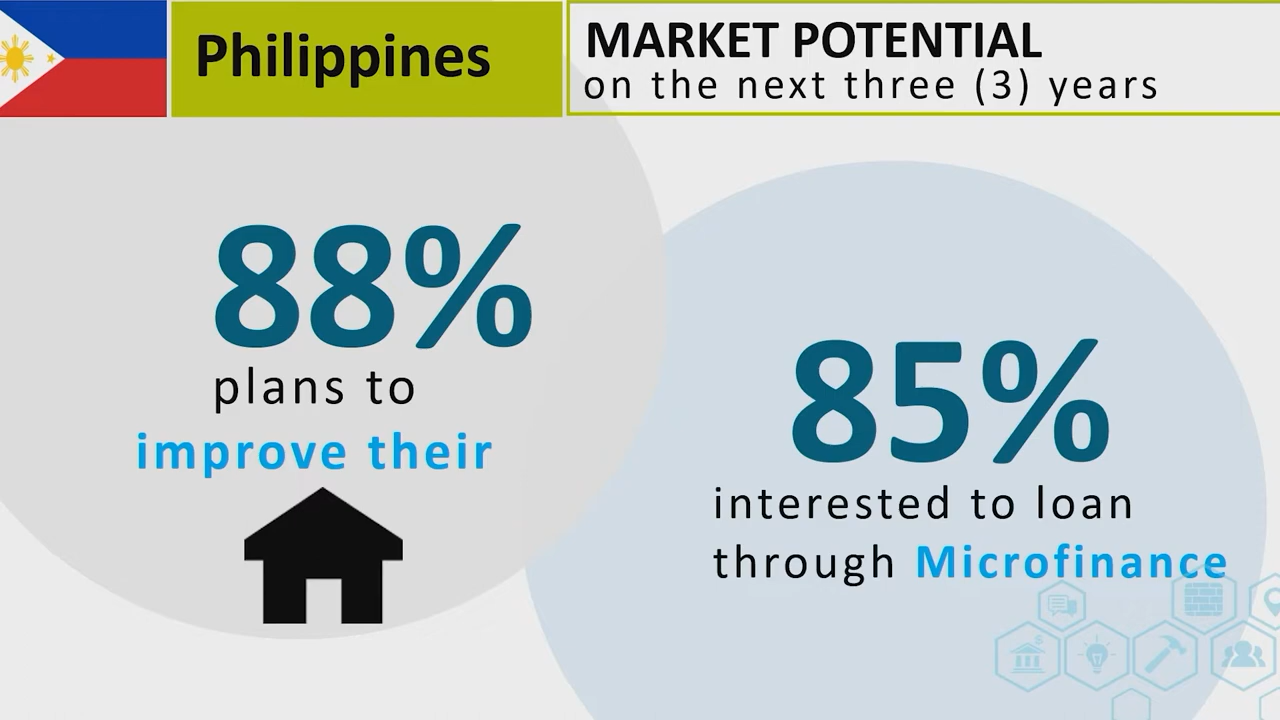 Philippines
MARKET POTENTIAL
on the next three (3) years
88%
plans to
improve their
85%
interested to loan
through Microfinance